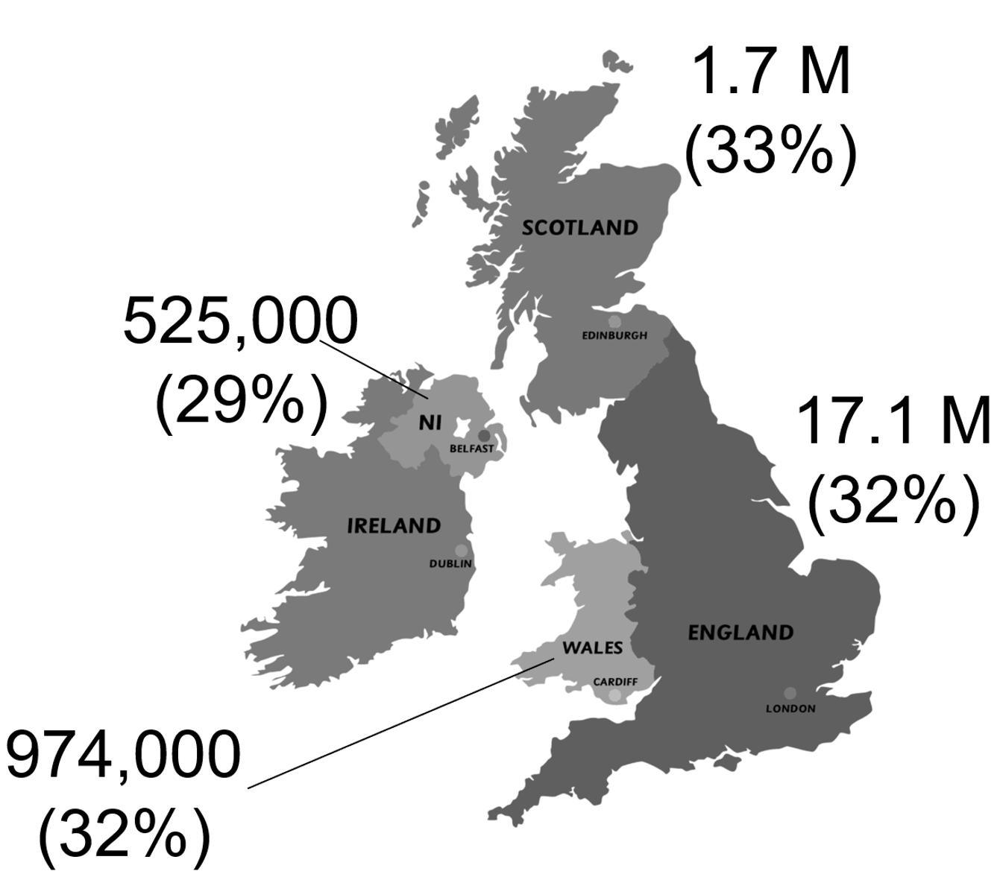 1.7 M
(33%)
SCOTLAND
525,000
(29%)
EDINBURGH
NI
BELFAST
17.1 M
(32%)
IRELAND
DUBLIN
ENGLAND
WALES
CARDIFF
LONDON
974,000
(32%)